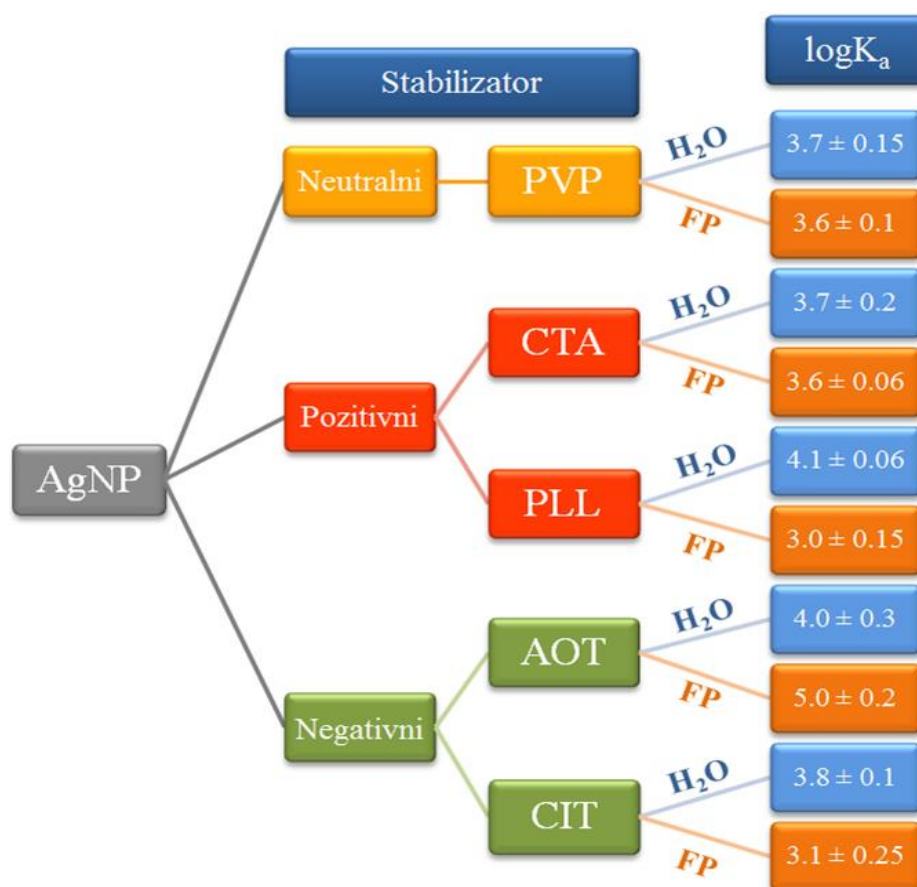 Stabilizator
logKₐ
Neutralni
PVP
H₂O
3.7 ± 0.15
FP
3.6 ± 0.1
AgNP
Pozitivni
CTA
H₂O
3.7 ± 0.2
FP
3.6 ± 0.06
PLL
H₂O
4.1 ± 0.06
FP
3.0 ± 0.15
Negativni
AOT
H₂O
4.0 ± 0.3
FP
5.0 ± 0.2
CIT
H₂O
3.8 ± 0.1
FP
3.1 ± 0.25